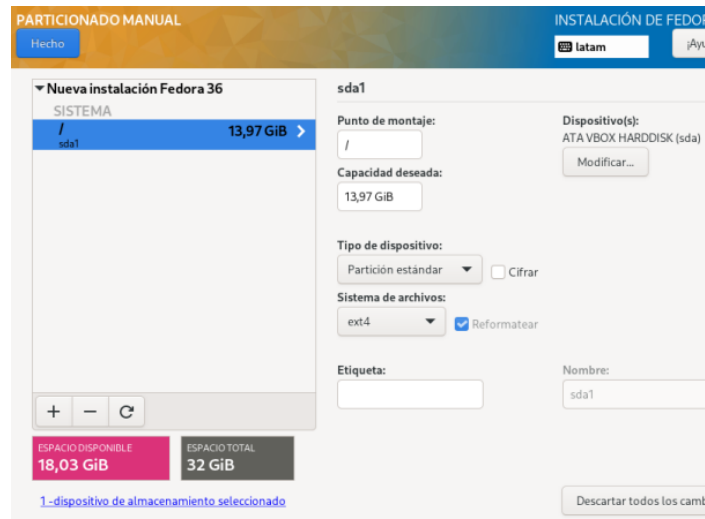 PARTICIONADO MANUAL
INSTALACIÓN DE FEDOR
Hecho
latam
¡Ayu
Nueva instalación Fedora 36
SISTEMA
/
13,97 GiB
sda1
sda1
Punto de montaje:
/
Capacidad deseada:
13,97 GiB
Dispositivo(s):
ATA VBOX HARDDISK (sda)
Modificar...
Tipo de dispositivo:
Partición estándar
Cifrar
Sistema de archivos:
ext4
Reformatear
Etiqueta:
Nombre:
sda1
ESPACIO DISPONIBLE
18,03 GiB
ESPACIO TOTAL
32 GiB
1 -dispositivo de almacenamiento seleccionado
Descartar todos los camb